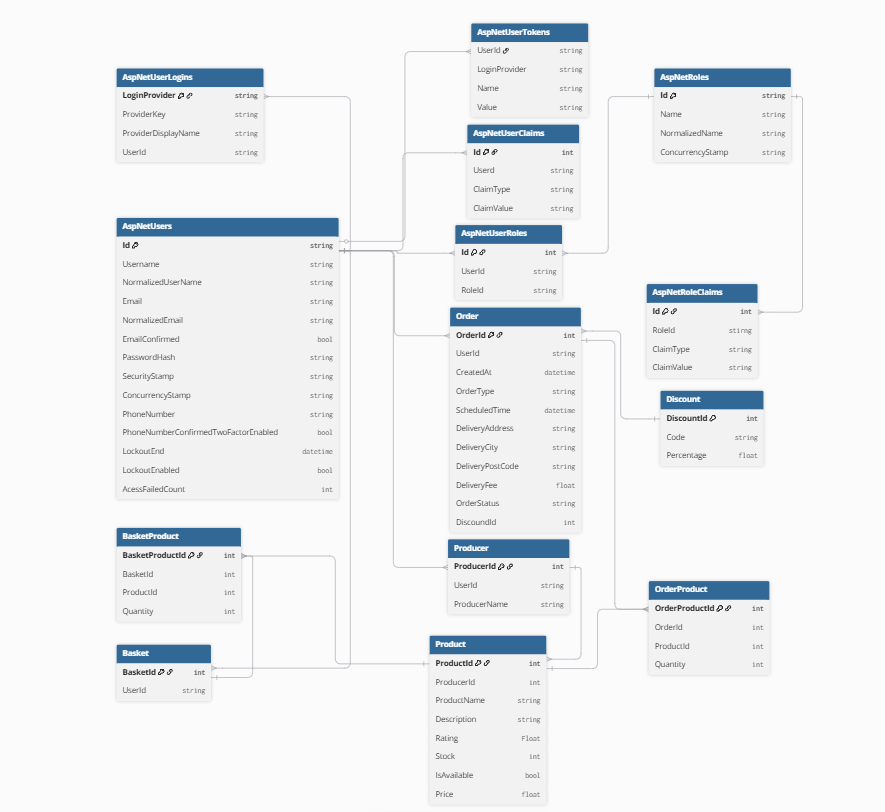 AspNetUserTokens
UserId string
LoginProvider string
Name string
Value string
AspNetUserLogins
LoginProvider string
ProviderKey string
ProviderDisplayName string
UserId string
AspNetRoles
Id string
Name string
NormalizedName string
ConcurrencyStamp string
AspNetUserClaims
Id int
Userd string
ClaimType string
ClaimValue string
AspNetUsers
Id string
Username string
NormalizedUserName string
Email string
NormalizedEmail string
EmailConfirmed bool
PasswordHash string
SecurityStamp string
ConcurrencyStamp string
PhoneNumber string
PhoneNumberConfirmedTwoFactorEnabled bool
LockoutEnd datetime
LockoutEnabled bool
AcessFailedCount int
AspNetUserRoles
Id int
UserId string
RoleId string
AspNetRoleClaims
Id int
RoleId stirng
ClaimType string
ClaimValue string
Order
OrderId int
UserId string
CreatedAt datetime
OrderType string
ScheduledTime datetime
DeliveryAddress string
DeliveryCity string
DeliveryPostCode string
DeliveryFee float
OrderStatus string
DiscoundId int
Discount
DiscountId int
Code string
Percentage float
BasketProduct
BasketProductId int
BasketId int
ProductId int
Quantity int
Producer
ProducerId int
UserId string
ProducerName string
OrderProduct
OrderProductId int
OrderId int
ProductId int
Quantity int
Basket
BasketId int
UserId string
Product
ProductId int
ProducerId int
ProductName string
Description string
Rating Float
Stock int
IsAvailable bool
Price float